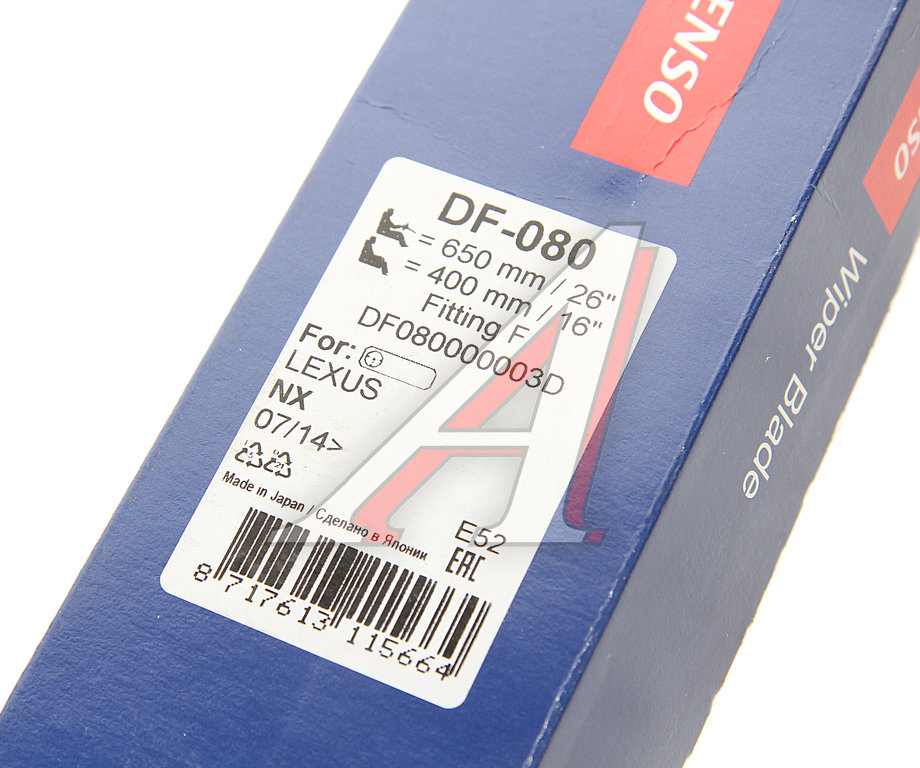 ENSO
NSO
DF-080
= 650 mm / 26"
= 400 mm / 16"
Fitting F
DF080000003D
For:
LEXUS
NX
07/14>
Made in Japan / Сделано в Японии
E52
EAC
8 717613 115664
Wiper Blade